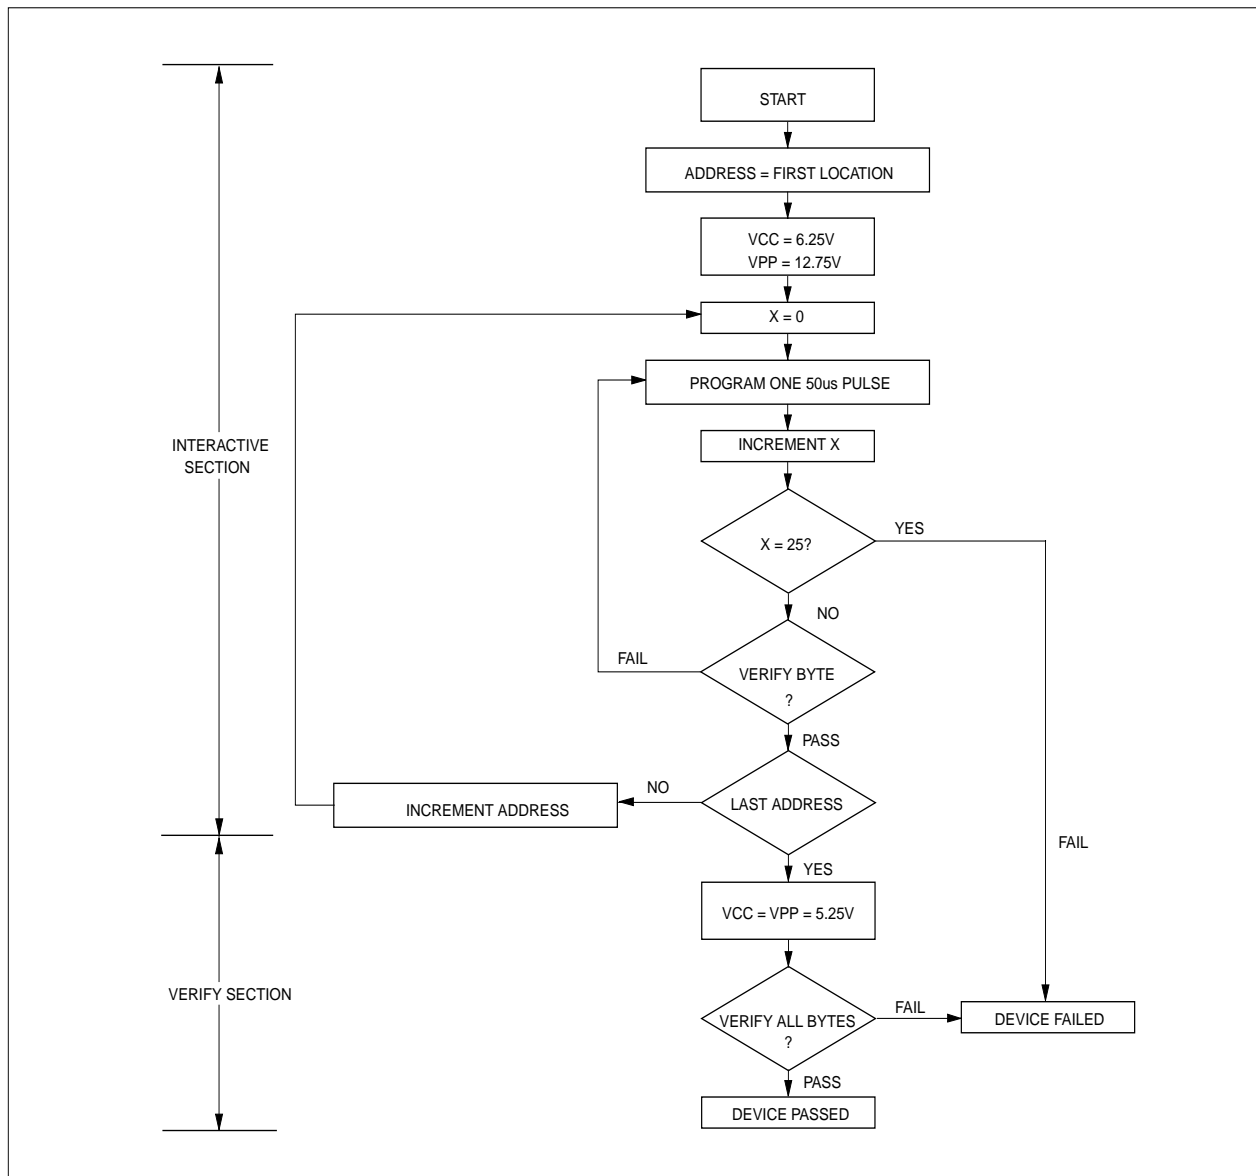 START
ADDRESS = FIRST LOCATION
VCC = 6.25V
VPP = 12.75V
X = 0
PROGRAM ONE 50us PULSE
INTERACTIVE
SECTION
INCREMENT X
X = 25?
YES
NO
FAIL
VERIFY BYTE
?
PASS
NO
INCREMENT ADDRESS
LAST ADDRESS
FAIL
YES
VCC = VPP = 5.25V
VERIFY SECTION
VERIFY ALL BYTES
?
FAIL
DEVICE FAILED
PASS
DEVICE PASSED